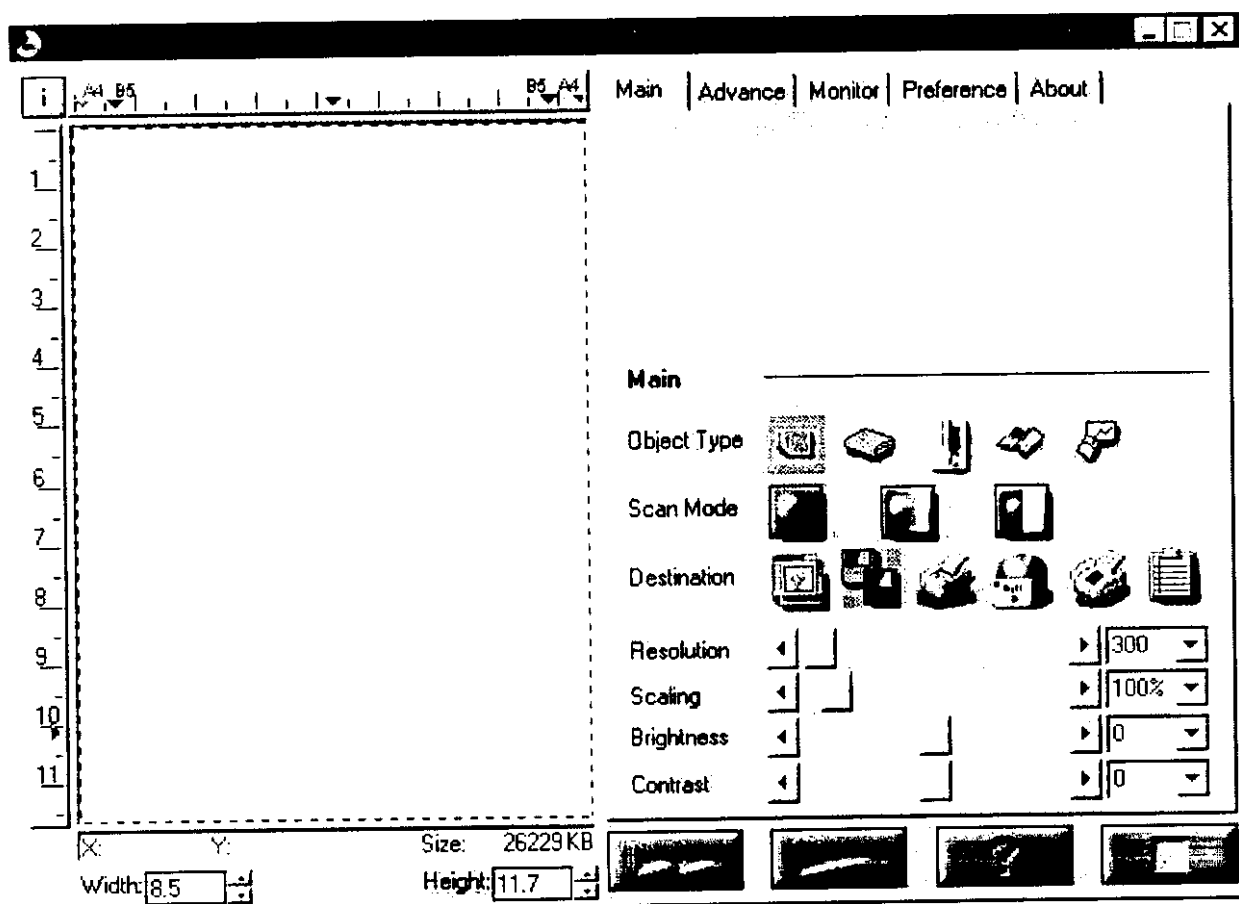 i
A4 B5 B5 A4
Main Advance Monitor Preference About
1
2
3
4
5
6
7
8
9
10
11
Main
Object Type
Scan Mode
Destination
Resolution 300
Scaling 100%
Brightness 0
Contrast 0
X: Y: Size: 26229 KB
Width: 8.5 Height: 11.7